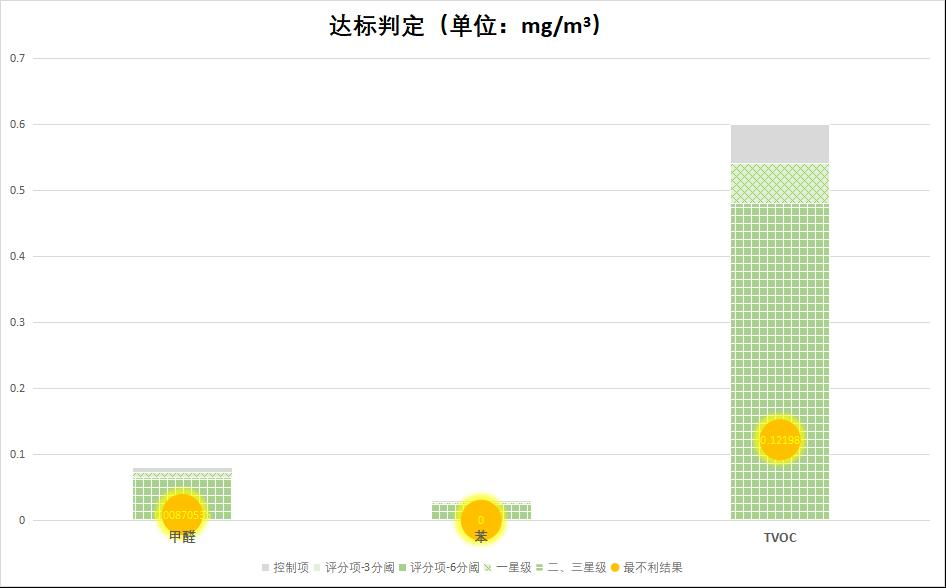 达标判定（单位：mg/m³）
0.7
0.6
0.5
0.4
0.3
0.2
0.1
0
0.12198
0
甲醛
苯
TVOC
控制项
评分项-3分阈
评分项-6分阈
一星级
二、三星级
最不利结果